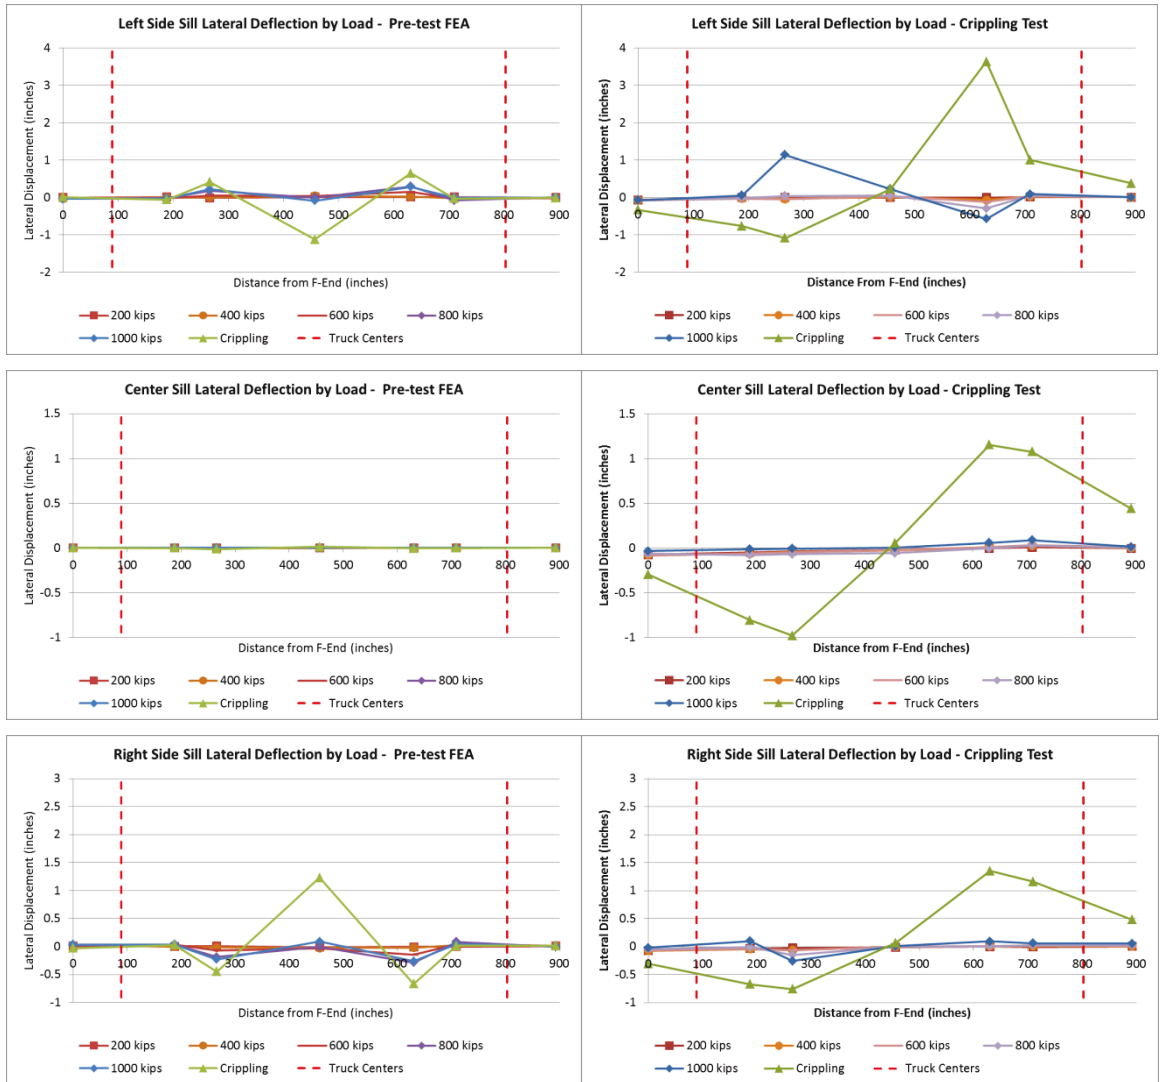 Left Side Sill Lateral Deflection by Load - Pre-test FEA
Lateral Displacement (inches)
4
3
2
1
0
-1
-2
0 100 200 300 400 500 600 700 800 900
Distance from F-End (inches)
200 kips 400 kips 600 kips 800 kips
1000 kips Crippling Truck Centers
Left Side Sill Lateral Deflection by Load - Crippling Test
Lateral Displacement (inches)
4
3
2
1
0
-1
-2
0 100 200 300 400 500 600 700 800 900
Distance From F-End (inches)
200 kips 400 kips 600 kips 800 kips
1000 kips Crippling Truck Centers
Center Sill Lateral Deflection by Load - Pre-test FEA
Lateral Displacement (inches)
1.5
1
0.5
0
-0.5
-1
0 100 200 300 400 500 600 700 800 900
Distance from F-End (inches)
200 kips 400 kips 600 kips 800 kips
1000 kips Crippling Truck Centers
Center Sill Lateral Deflection by Load - Crippling Test
Lateral Displacement (inches)
1.5
1
0.5
0
-0.5
-1
0 100 200 300 400 500 600 700 800 900
Distance from F-End (inches)
200 kips 400 kips 600 kips 800 kips
1000 kips Crippling Truck Centers
Right Side Sill Lateral Deflection by Load - Pre-test FEA
Lateral Displacement (inches)
3
2.5
2
1.5
1
0.5
0
-0.5
-1
0 100 200 300 400 500 600 700 800 900
Distance from F-End (inches)
200 kips 400 kips 600 kips 800 kips
1000 kips Crippling Truck Centers
Right Side Sill Lateral Deflection by Load - Crippling Test
Lateral Displacement (inches)
3
2.5
2
1.5
1
0.5
0
-0.5
-1
0 100 200 300 400 500 600 700 800 900
Distance from F-End (inches)
200 kips 400 kips 600 kips 800 kips
1000 kips Crippling Truck Centers